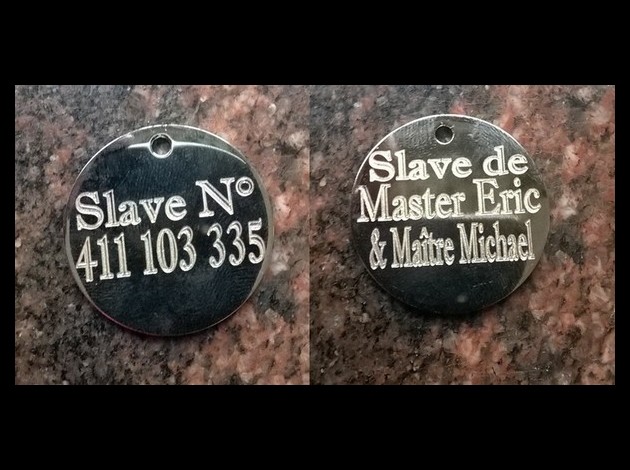 Slave N°
411 103 335
Slave de
Master Eric
& Maître Michael